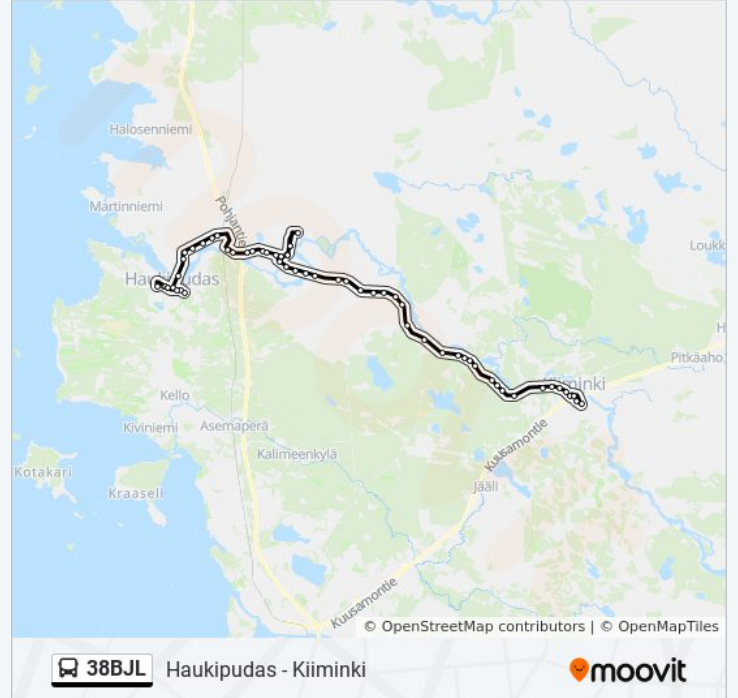 Halosenniemi
Martinniemi
Pohjantie
Haukipudas
Loukk
H
Pitkäaho
Kiiminki
Kello
Kiviniemi
Asemaperä
Kuusamontie
Kalimeenkylä
Kotakari
Kraaseli
Jääli
Kuusamontie
© OpenStreetMap contributors | © OpenMapTiles
38BJL Haukipudas - Kiiminki moovit